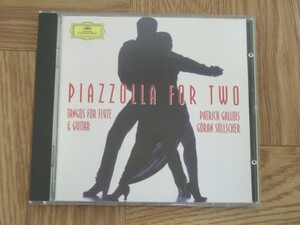 PIAZZOLLA FOR TWO
TANGOS FOR FLUTE
& GUITAR
PATRICK GALLOIS
GÖRAN SÖLLSCHER